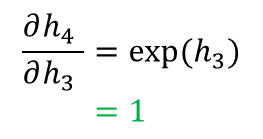 ∂h₄/∂h₃ = exp(h₃)
= 1